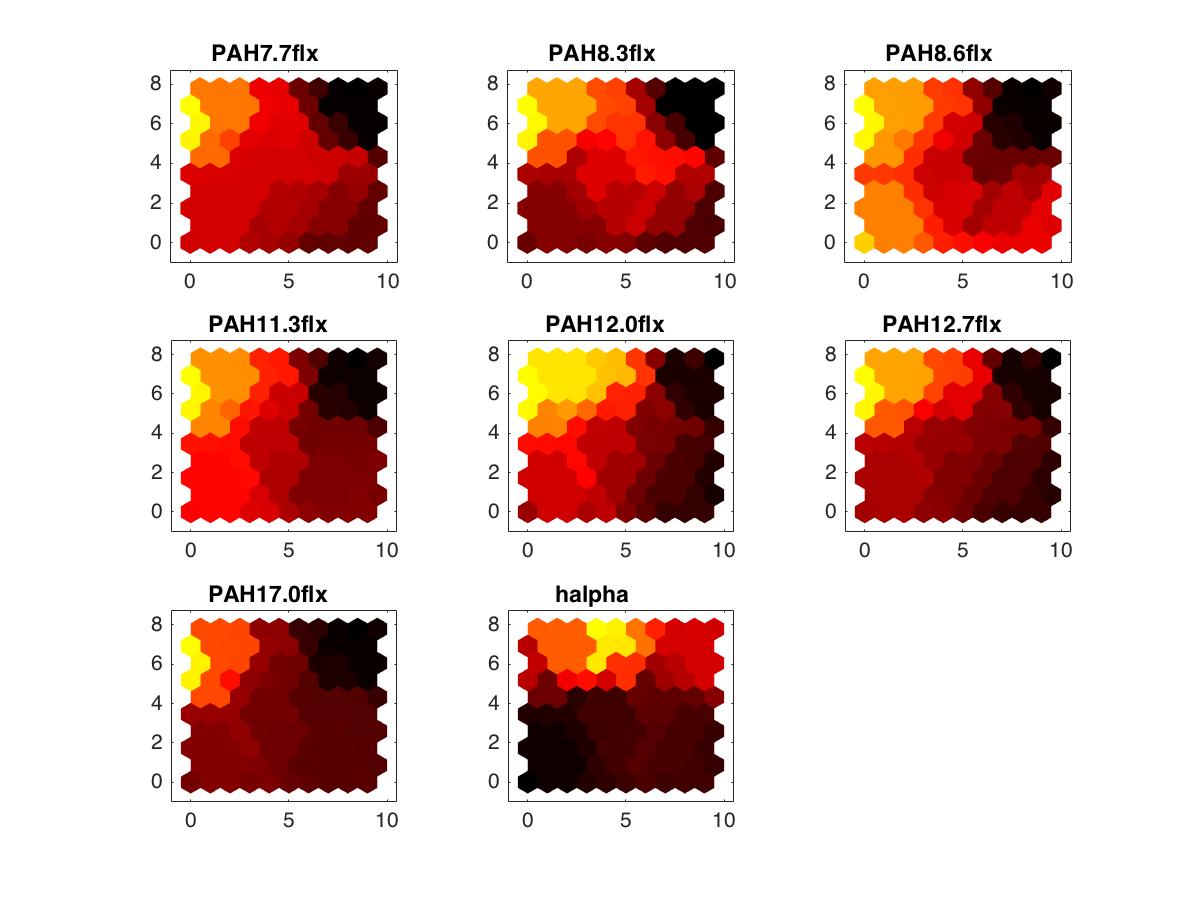 PAH7.7flx PAH8.3flx PAH8.6flx
8 8 8
6 6 6
4 4 4
2 2 2
0 0 0
0 5 10 0 5 10 0 5 10
PAH11.3flx PAH12.0flx PAH12.7flx
8 8 8
6 6 6
4 4 4
2 2 2
0 0 0
0 5 10 0 5 10 0 5 10
PAH17.0flx halpha
8 8
6 6
4 4
2 2
0 0
0 5 10 0 5 10